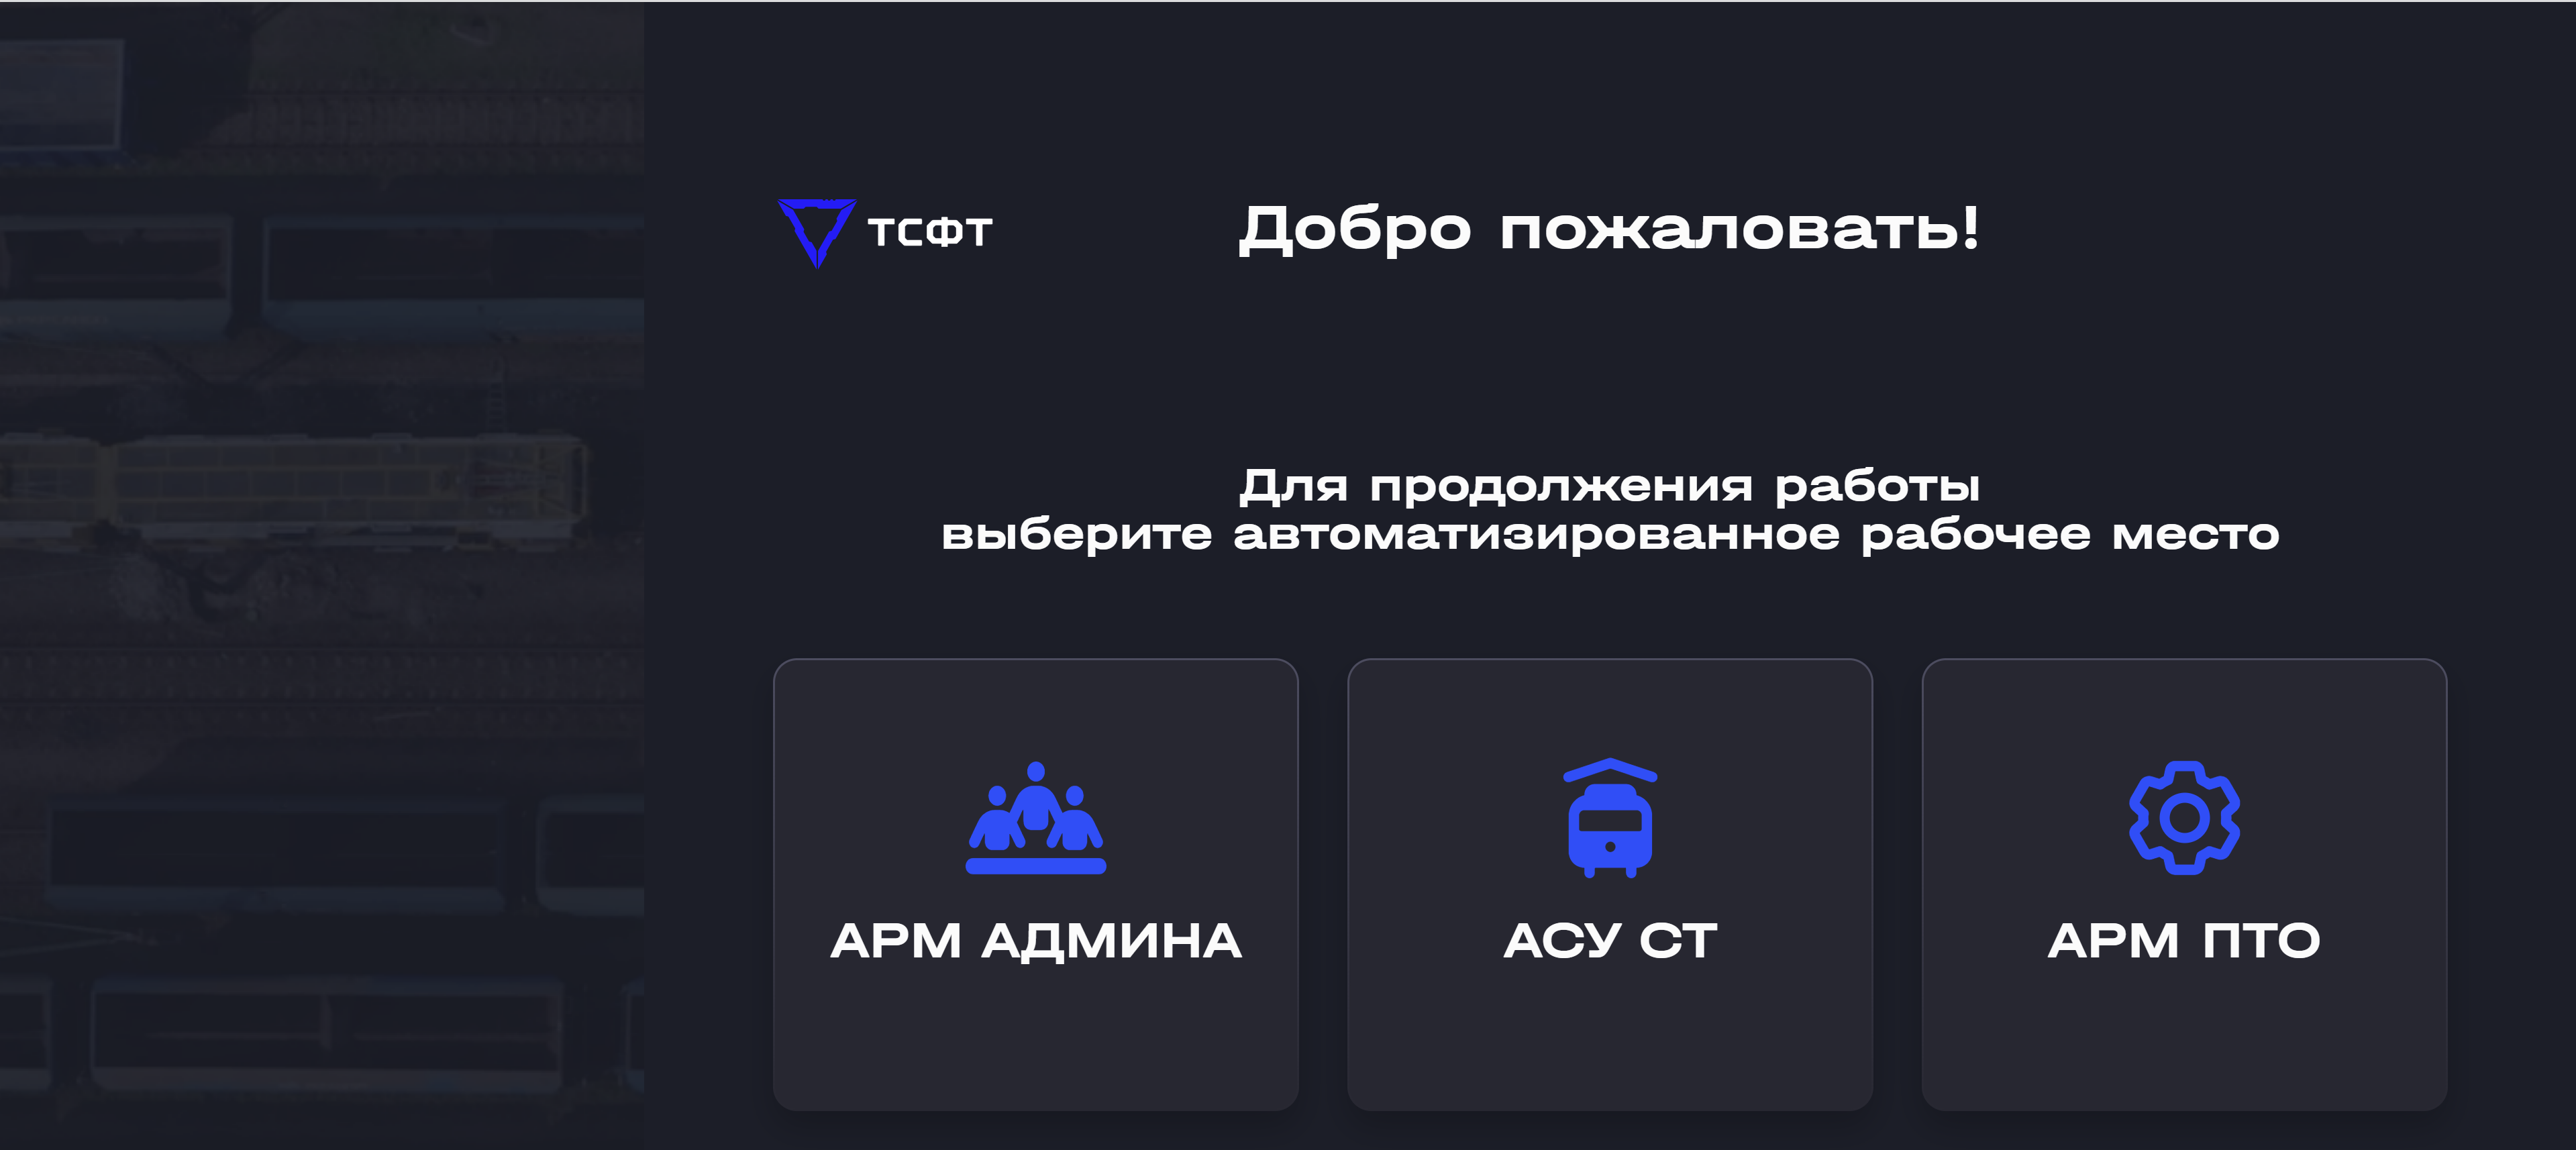 ТСФТ
Добро пожаловать!
Для продолжения работы
выберите автоматизированное рабочее место
АРМ АДМИНА
АСУ СТ
АРМ ПТО